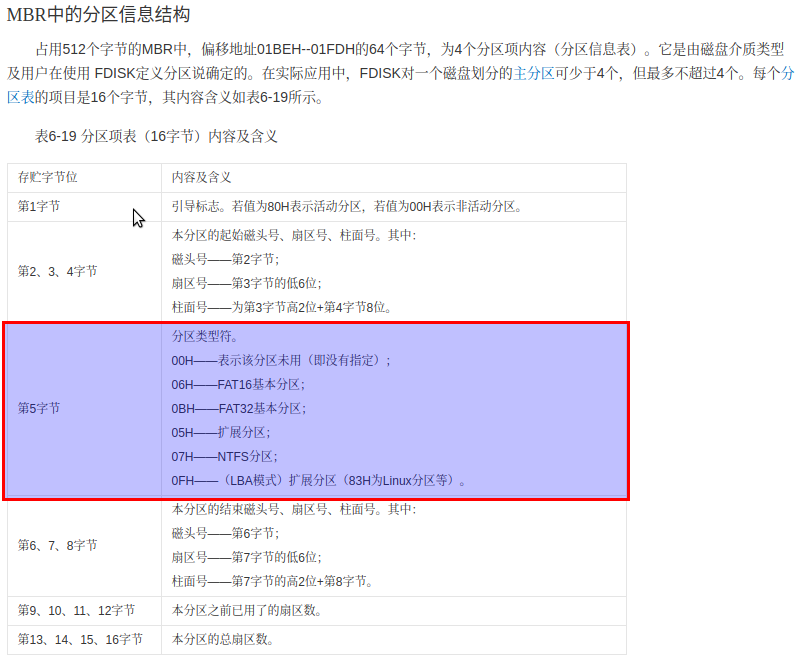 MBR中的分区信息结构
占用512个字节的MBR中，偏移地址01BEH--01FDH的64个字节，为4个分区项内容（分区信息表）。它是由磁盘介质类型
及用户在使用 FDISK定义分区说确定的。在实际应用中，FDISK对一个磁盘划分的主分区可少于4个，但最多不超过4个。每个分
区表的项目是16个字节，其内容含义如表6-19所示。
表6-19 分区项表（16字节）内容及含义
存贮字节位 内容及含义
第1字节 引导标志。若值为80H表示活动分区，若值为00H表示非活动分区。
本分区的起始磁头号、扇区号、柱面号。其中：
磁头号——第2字节；
第2、3、4字节
扇区号——第3字节的低6位；
柱面号——为第3字节高2位+第4字节8位。
分区类型符。
00H——表示该分区未用（即没有指定）；
06H——FAT16基本分区；
第5字节 0BH——FAT32基本分区；
05H——扩展分区；
07H——NTFS分区；
0FH——（LBA模式）扩展分区（83H为Linux分区等）。
本分区的结束磁头号、扇区号、柱面号。其中：
磁头号——第6字节；
第6、7、8字节
扇区号——第7字节的低6位；
柱面号——第7字节的高2位+第8字节。
第9、10、11、12字节 本分区之前已用了的扇区数。
第13、14、15、16字节 本分区的总扇区数。